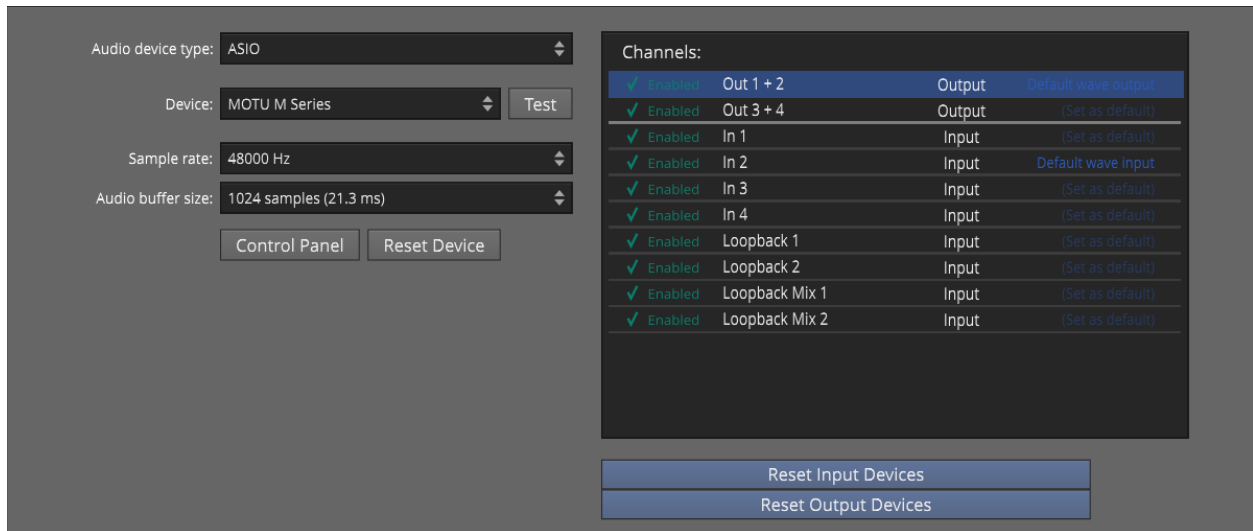 Audio device type: ASIO
Device: MOTU M Series Test
Sample rate: 48000 Hz
Audio buffer size: 1024 samples (21.3 ms)
Control Panel Reset Device
Channels:
✓ Enabled Out 1 + 2 Output Default wave output
✓ Enabled Out 3 + 4 Output (Set as default)
✓ Enabled In 1 Input (Set as default)
✓ Enabled In 2 Input Default wave input
✓ Enabled In 3 Input (Set as default)
✓ Enabled In 4 Input (Set as default)
✓ Enabled Loopback 1 Input (Set as default)
✓ Enabled Loopback 2 Input (Set as default)
✓ Enabled Loopback Mix 1 Input (Set as default)
✓ Enabled Loopback Mix 2 Input (Set as default)
Reset Input Devices
Reset Output Devices